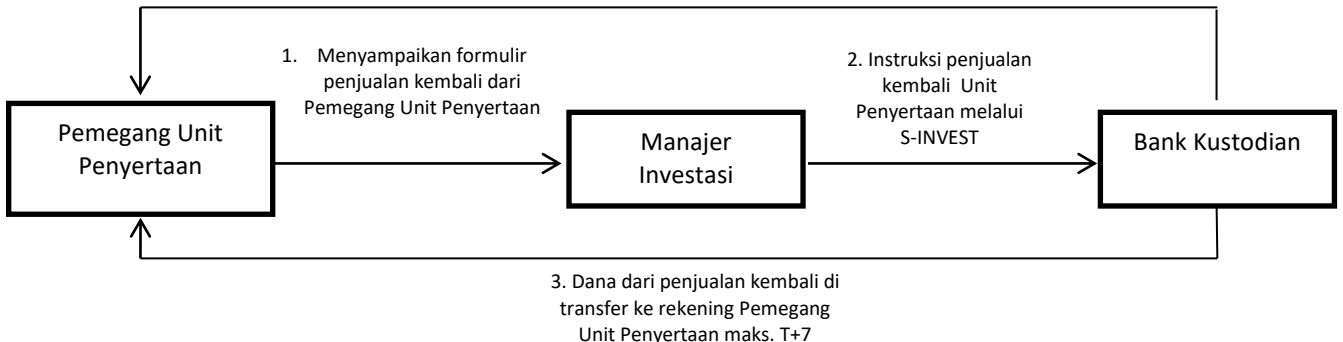 1. Menyampaikan formulir
penjualan kembali dari
Pemegang Unit Penyertaan
2. Instruksi penjualan
kembali Unit
Penyertaan melalui
S-INVEST
Pemegang Unit
Penyertaan
Manajer
Investasi
Bank Kustodian
3. Dana dari penjualan kembali di
transfer ke rekening Pemegang
Unit Penyertaan maks. T+7